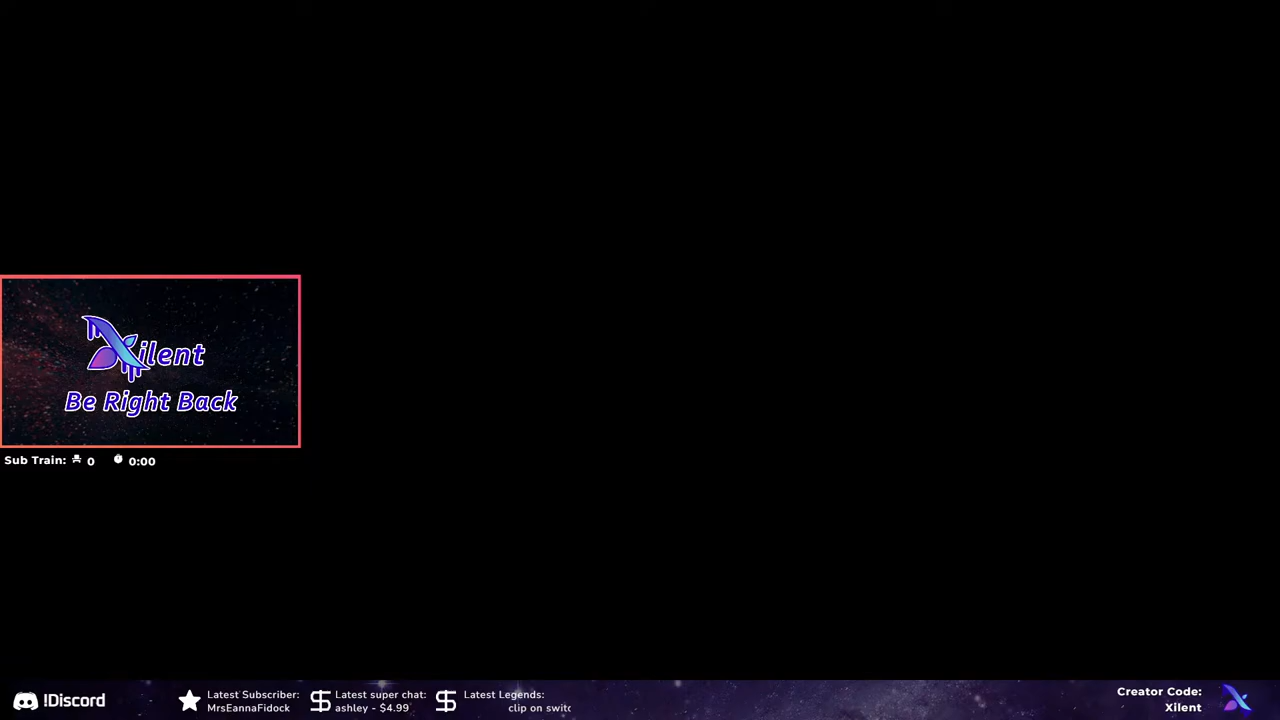 Xilent
Be Right Back
Sub Train: 0 0:00
!Discord
Latest Subscriber:
MrsEannaFidock
Latest super chat:
ashley - $4.99
Latest Legends:
clip on
Creator Code:
Xilent